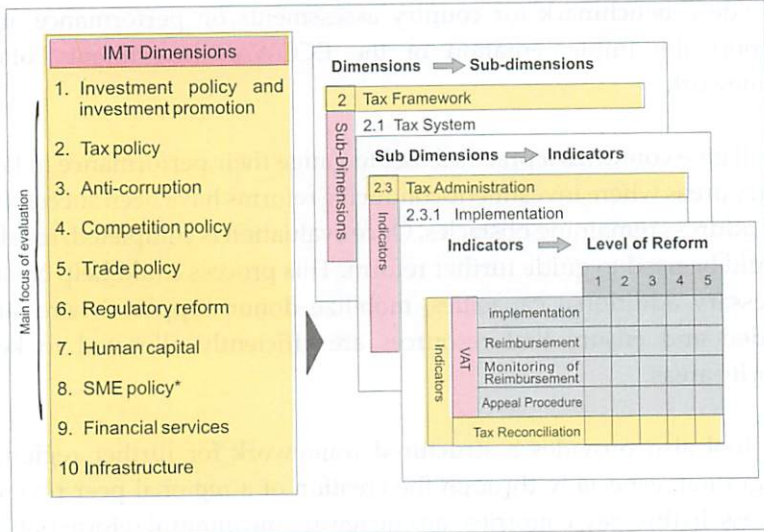 IMT Dimensions
1. Investment policy and
investment promotion
2. Tax policy
3. Anti-corruption
4. Competition policy
5. Trade policy
6. Regulatory reform
7. Human capital
8. SME policy*
9. Financial services
10 Infrastructure
Main focus of evaluation
Dimensions Sub-dimensions
2 Tax Framework
2.1 Tax System
Sub-Dimensions
Sub Dimensions Indicators
2.3 Tax Administration
2.3.1 Implementation
Indicators
Indicators Level of Reform
1 2 3 4 5
Indicators
VAT
implementation
Reimbursement
Monitoring of
Reimbursement
Appeal Procedure
Tax Reconciliation